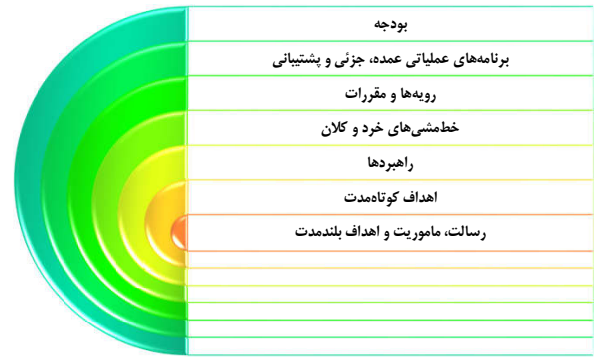 بودجه
برنامه‌های عملیاتی عمده، جزئی و پشتیبانی
رویه‌ها و مقررات
خط‌مشی‌های خرد و کلان
راهبردها
اهداف کوتاه‌مدت
رسالت، ماموریت و اهداف بلندمدت